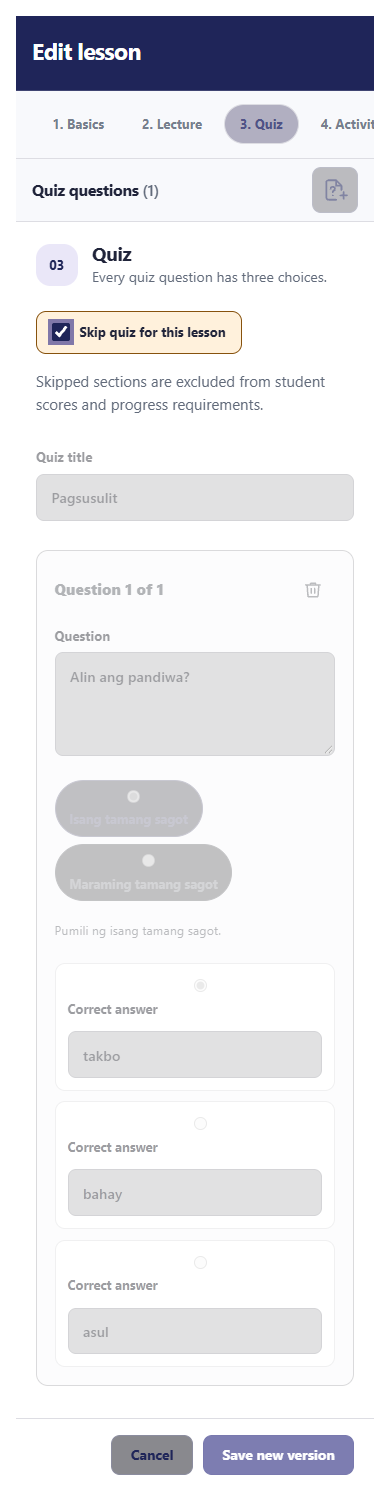 Edit lesson
1. Basics
2. Lecture
3. Quiz
4. Activit
Quiz questions (1)
03
Quiz
Every quiz question has three choices.
Skip quiz for this lesson
Skipped sections are excluded from student
scores and progress requirements.
Quiz title
Pagsusulit
Question 1 of 1
Question
Alin ang pandiwa?
Isang tamang sagot
Maraming tamang sagot
Pumili ng isang tamang sagot.
Correct answer
takbo
Correct answer
bahay
Correct answer
asul
Cancel
Save new version